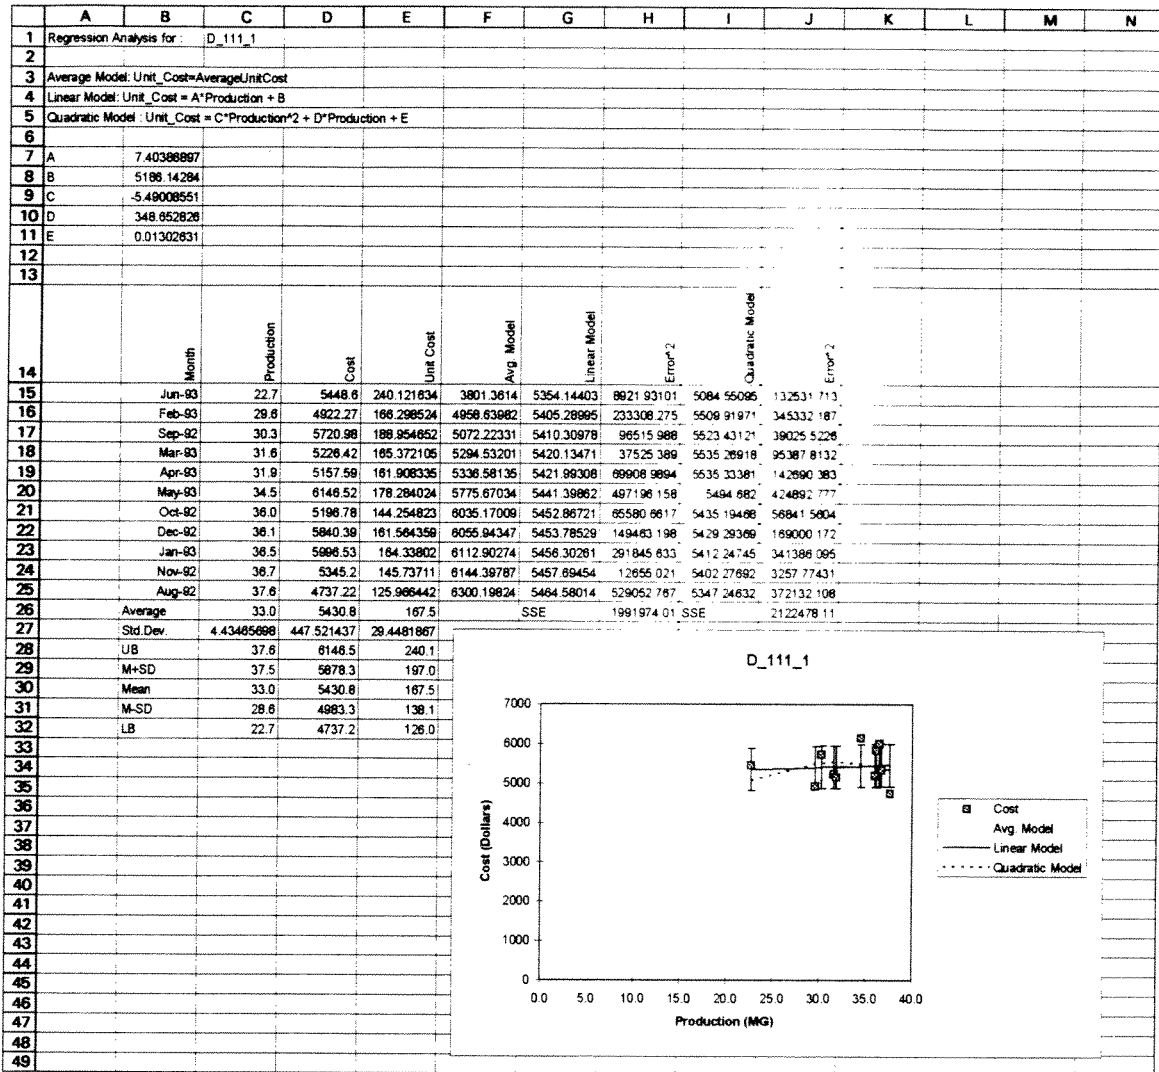 A B C D E F G H I J K L M N
1 Regression Analysis for : D_111_1
2
3 Average Model: Unit_Cost=AverageUnitCost
4 Linear Model: Unit_Cost = A*Production + B
5 Quadratic Model : Unit_Cost = C*Production^2 + D*Production + E
6
7 A 7.40386897
8 B 5186.14284
9 C -5.49008551
10 D 348.652826
11 E 0.01302631
12
13
14 Month Production Cost Unit Cost Avg. Model Linear Model Error^2 Quadratic Model Error^2
15 Jun-93 22.7 5448.6 240.121634 3801.3614 5354.14403 8921.93101 5084.55095 132531.713
16 Feb-93 29.6 4922.27 166.298524 4958.63982 5405.28995 233308.275 5509.91971 345332.187
17 Sep-92 30.3 5720.98 188.954652 5072.22331 5410.30978 96515.988 5523.43121 39025.5226
18 Mar-93 31.6 5226.42 165.372105 5294.53201 5420.13471 37525.389 5535.26918 95387.8132
19 Apr-93 31.9 5157.59 161.908335 5336.58135 5421.99308 69908.9894 5535.33381 142690.383
20 May-93 34.5 6146.52 178.284024 5775.67034 5441.39862 497196.158 5494.682 424892.777
21 Oct-92 36.0 5196.78 144.254823 6035.17009 5452.86721 65580.6617 5435.19468 56841.5604
22 Dec-92 36.1 5840.39 161.564359 6055.94347 5453.78529 149463.198 5429.29369 169000.172
23 Jan-93 36.5 5996.53 164.33802 6112.90274 5456.30261 291845.633 5412.24745 341386.095
24 Nov-92 36.7 5345.2 145.73711 6144.39787 5457.69454 12655.021 5402.27692 3257.77431
25 Aug-92 37.6 4737.22 125.986442 6300.19824 5464.58014 529052.767 5347.24632 372132.108
26 Average 33.0 5430.8 167.5 SSE 1991974.01 SSE 2122478.11
27 Std.Dev. 4.43465698 447.521437 29.4481867
28 UB 37.6 6146.5 240.1
29 M+SD 37.5 5878.3 197.0
30 Mean 33.0 5430.8 167.5
31 M-SD 28.6 4983.3 138.1
32 LB 22.7 4737.2 126.0
33
34
35
36
37
38
39
40
41
42
43
44
45
46
47
48
49
D_111_1
7000
6000
5000
4000
3000
2000
1000
0
Cost (Dollars)
0.0 5.0 10.0 15.0 20.0 25.0 30.0 35.0 40.0
Production (MG)
Cost
Avg. Model
Linear Model
Quadratic Model